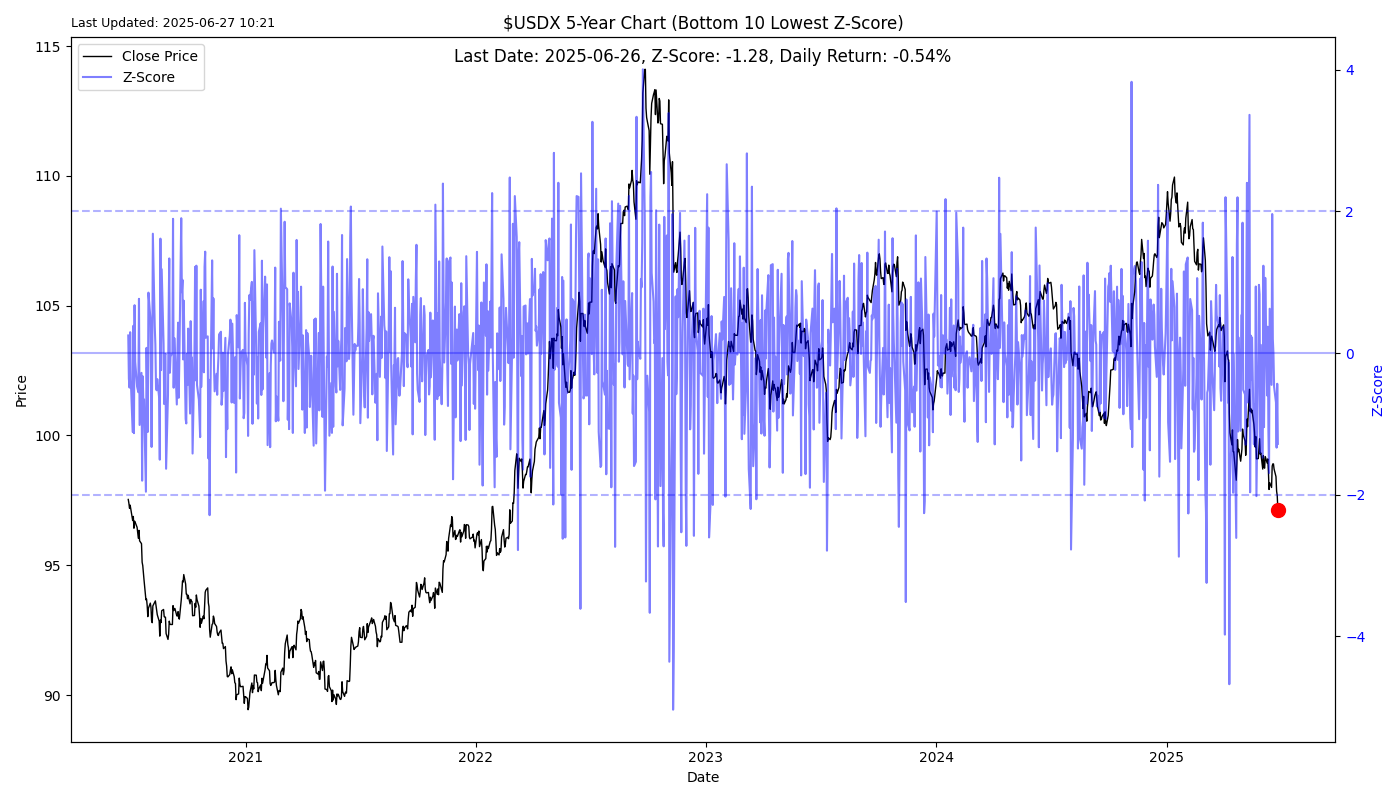 Last Updated: 2025-06-27 10:21
$USDX 5-Year Chart (Bottom 10 Lowest Z-Score)
Last Date: 2025-06-26, Z-Score: -1.28, Daily Return: -0.54%
Close Price
Z-Score
115
110
105
100
95
90
Price
4
2
0
−2
−4
Z-Score
2021
2022
2023
2024
2025
Date